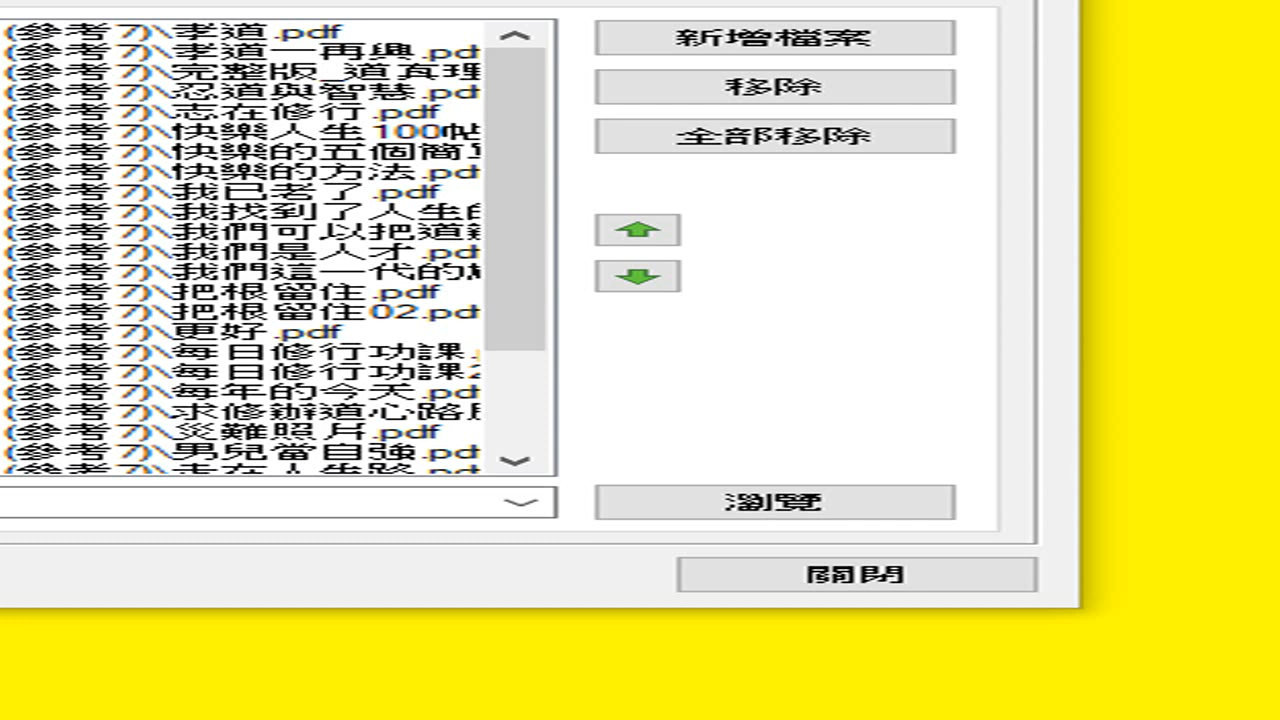 (參考7)\孝道.pdf
(參考7)\孝道一再興.pd
(參考7)\完整版_道真理
(參考7)\忍道與智慧.pd
(參考7)\志在修行.pdf
(參考7)\快樂人生100帖
(參考7)\快樂的五個簡
(參考7)\快樂的方法.pd
(參考7)\我已老了.pdf
(參考7)\我找到了人生
(參考7)\我們可以把道
(參考7)\我們是人才.pd
(參考7)\我們這一代的
(參考7)\把根留住.pdf
(參考7)\把根留住02.pd
(參考7)\更好.pdf
(參考7)\每日修行功課.
(參考7)\每日修行功課2
(參考7)\每年的今天.pd
(參考7)\求修辦道心路
(參考7)\災難照片.pdf
(參考7)\男兒當自強.pd
(參考7)\走在人生路.pd
新增檔案
移除
全部移除
瀏覽
關閉